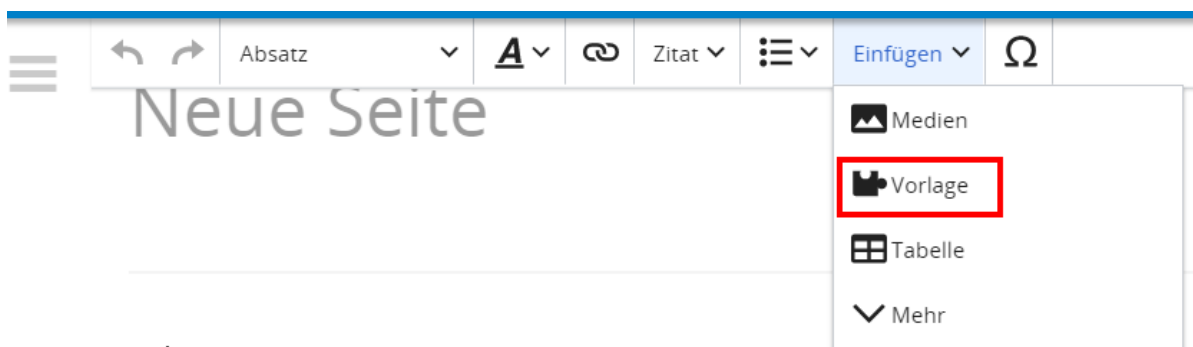 Absatz A Zitat Einfügen Ω
Neue Seite
Medien
Vorlage
Tabelle
Mehr